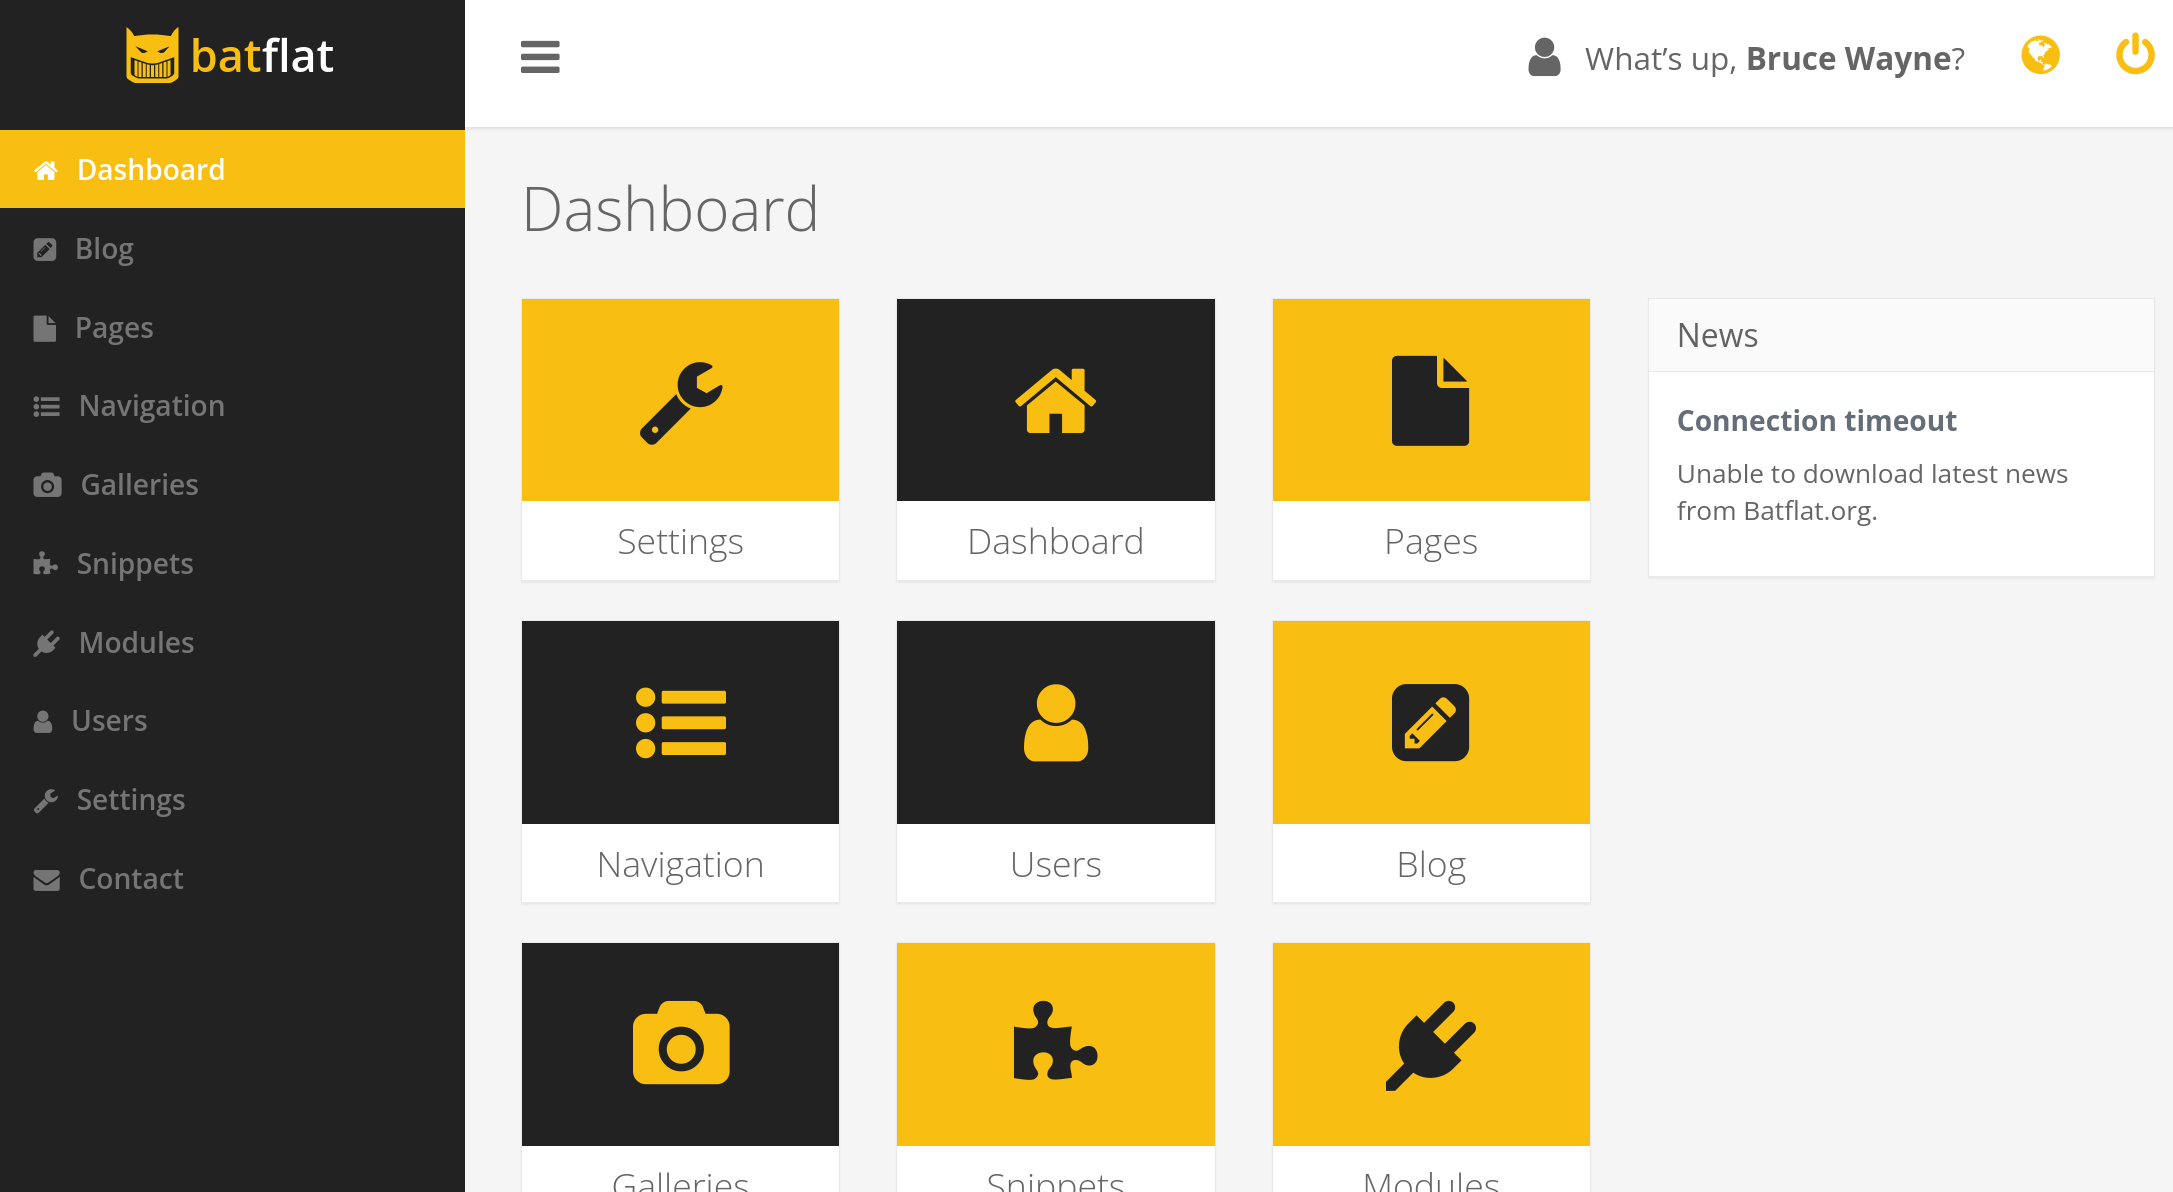 batflat
What’s up, Bruce Wayne?
Dashboard
Blog
Pages
Navigation
Galleries
Snippets
Modules
Users
Settings
Contact
Dashboard
Settings
Dashboard
Pages
Navigation
Users
Blog
Galleries
Snippets
Modules
News
Connection timeout
Unable to download latest news
from Batflat.org.